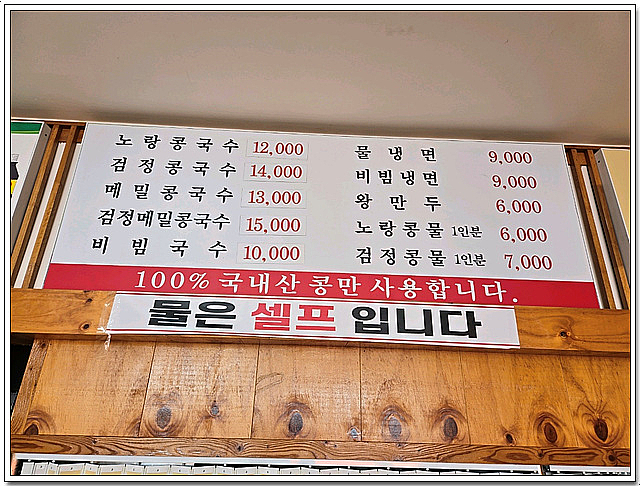 노랑콩국수 12,000
검정콩국수 14,000
메밀콩국수 13,000
검정메밀콩국수 15,000
비빔국수 10,000
물냉면 9,000
비빔냉면 9,000
왕만두 6,000
노랑콩물 1인분 6,000
검정콩물 1인분 7,000
100% 국내산 콩만 사용합니다.
물은 셀프 입니다